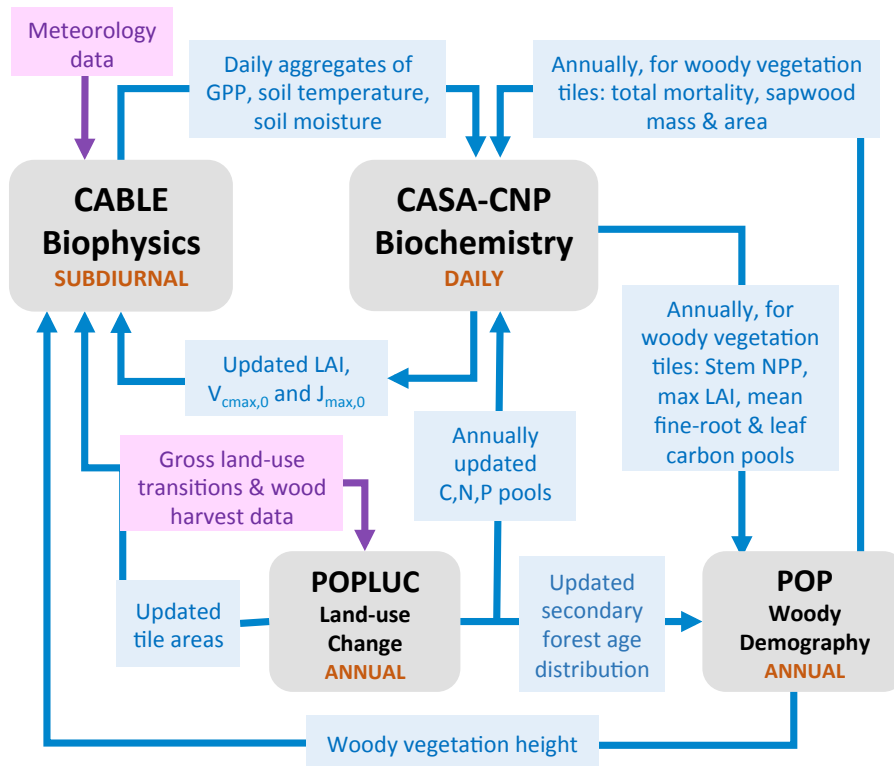 Meteorology
data
Daily aggregates of
GPP, soil temperature,
soil moisture
Annually, for woody vegetation
tiles: total mortality, sapwood
mass & area
CABLE
Biophysics
SUBDIURNAL
CASA-CNP
Biochemistry
DAILY
Updated LAI,
Vcmax,0 and Jmax,0
Annually, for
woody vegetation
tiles: Stem NPP,
max LAI, mean
fine-root & leaf
carbon pools
Gross land-use
transitions & wood
harvest data
Annually
updated
C,N,P pools
Updated
tile areas
POPLUC
Land-use
Change
ANNUAL
Updated
secondary
forest age
distribution
POP
Woody
Demography
ANNUAL
Woody vegetation height